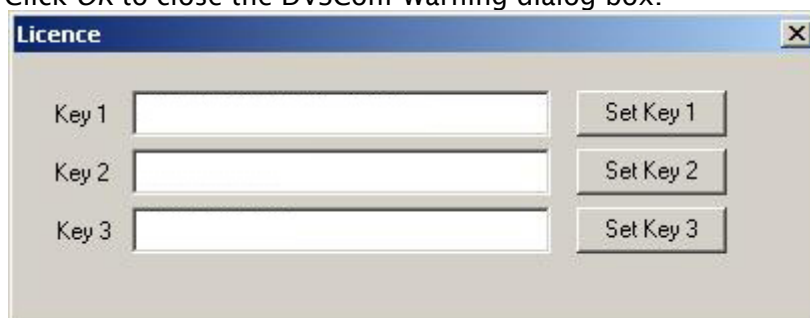 Click OK to close the DVSCom Warning dialog box.
Licence
Key 1 Set Key 1
Key 2 Set Key 2
Key 3 Set Key 3